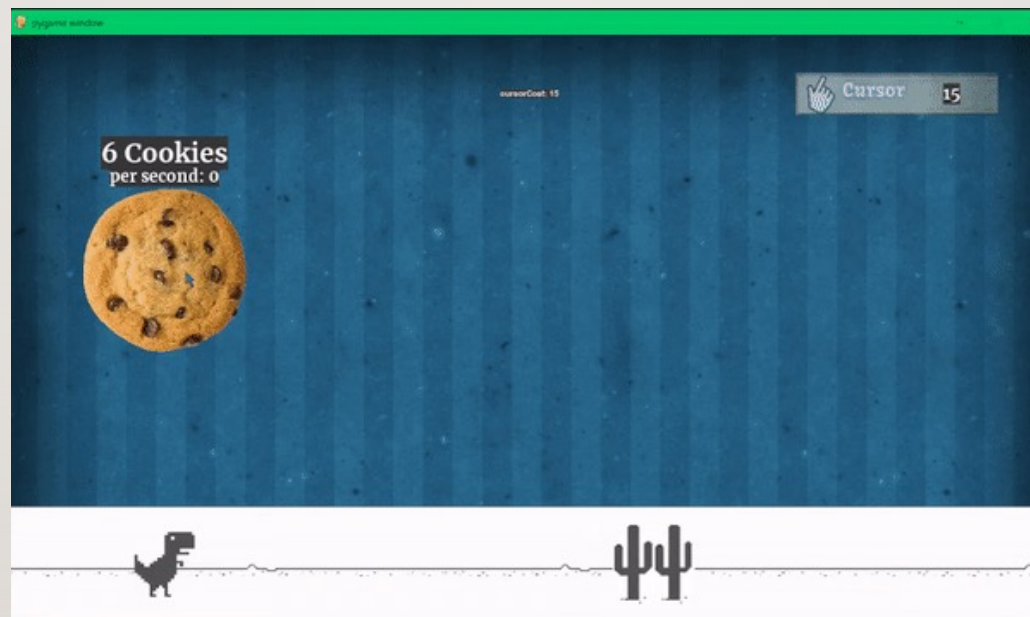 pygame window
cursorCost: 15
Cursor 15
6 Cookies
per second: 0